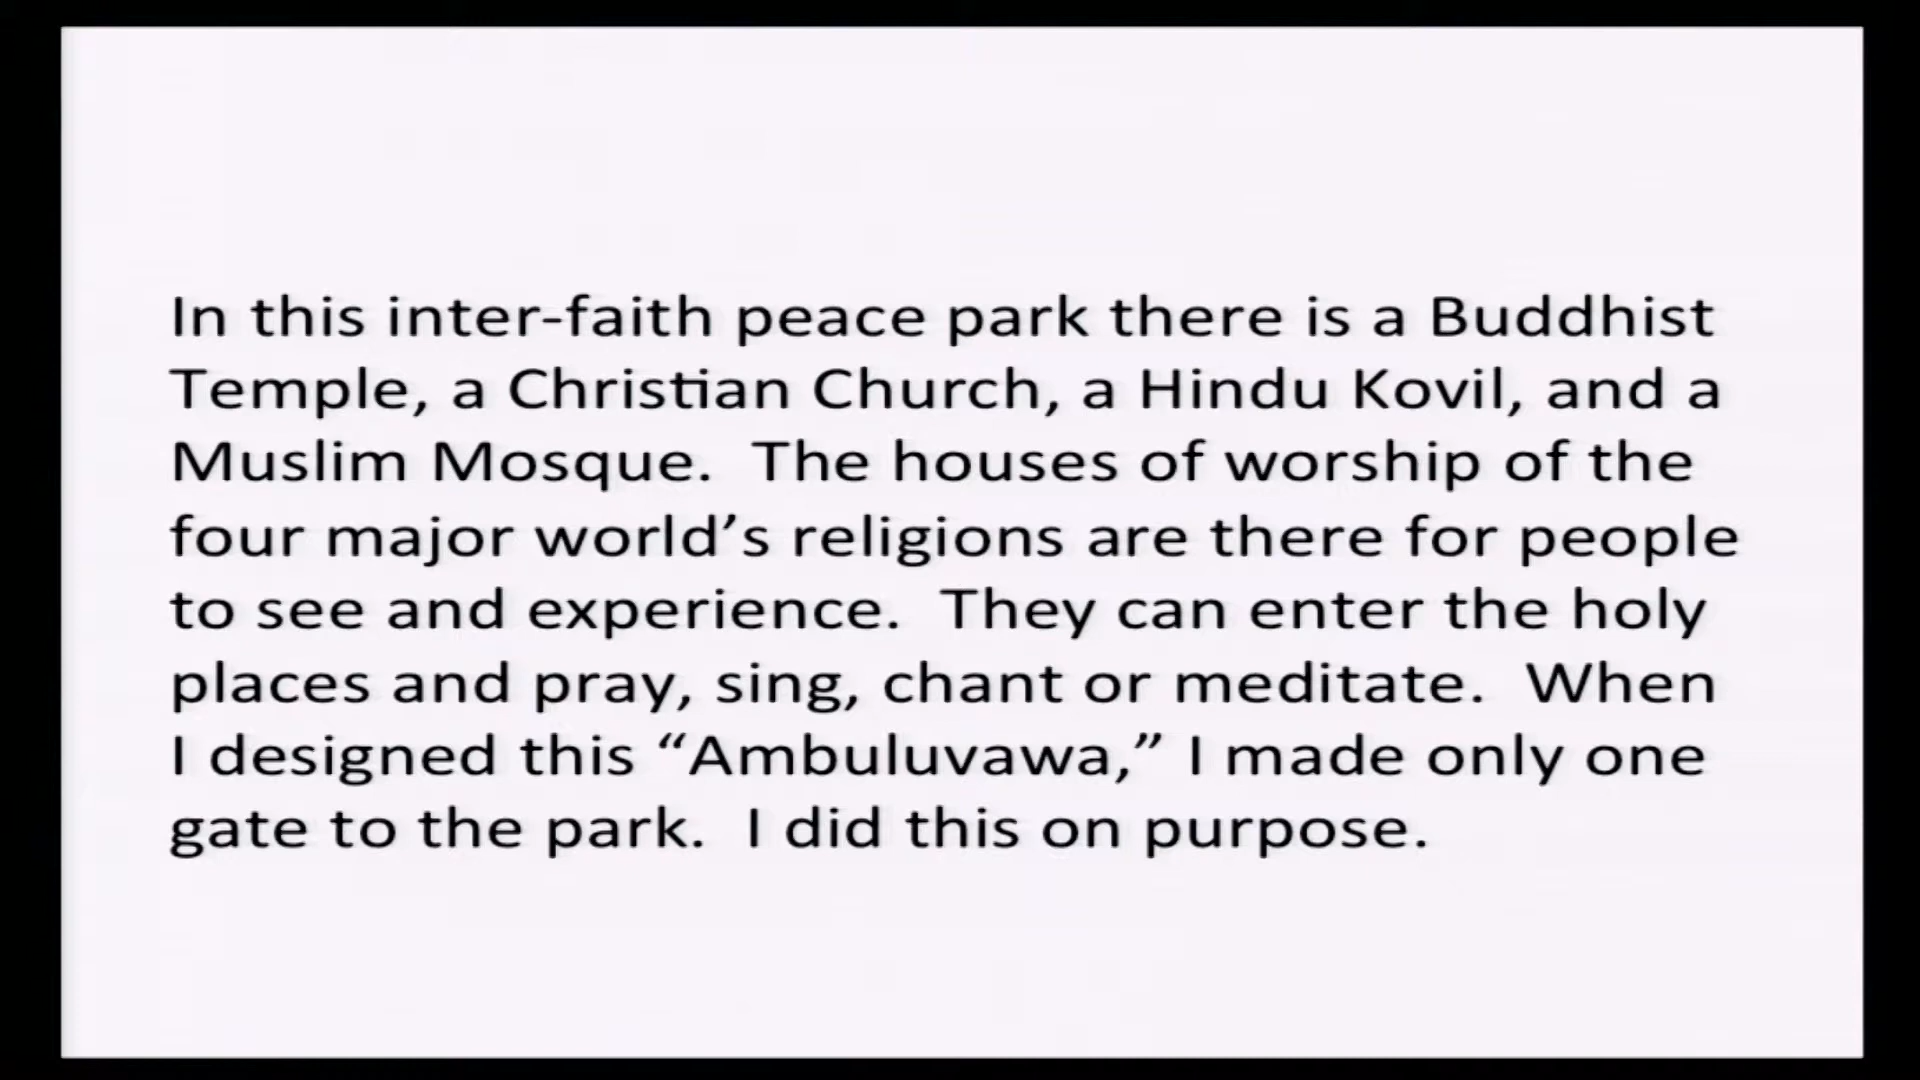 In this inter-faith peace park there is a Buddhist
Temple, a Christian Church, a Hindu Kovil, and a
Muslim Mosque.  The houses of worship of the
four major world’s religions are there for people
to see and experience.  They can enter the holy
places and pray, sing, chant or meditate.  When
I designed this “Ambuluvawa,” I made only one
gate to the park.  I did this on purpose.